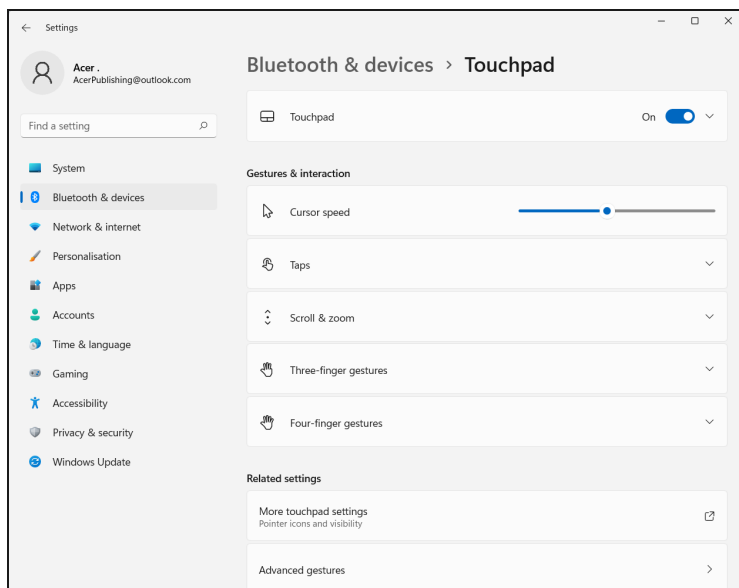 Settings
Acer .
AcerPublishing@outlook.com
Find a setting
System
Bluetooth & devices
Network & internet
Personalisation
Apps
Accounts
Time & language
Gaming
Accessibility
Privacy & security
Windows Update
Bluetooth & devices › Touchpad
Touchpad
On
Gestures & interaction
Cursor speed
Taps
Scroll & zoom
Three-finger gestures
Four-finger gestures
Related settings
More touchpad settings
Pointer icons and visibility
Advanced gestures